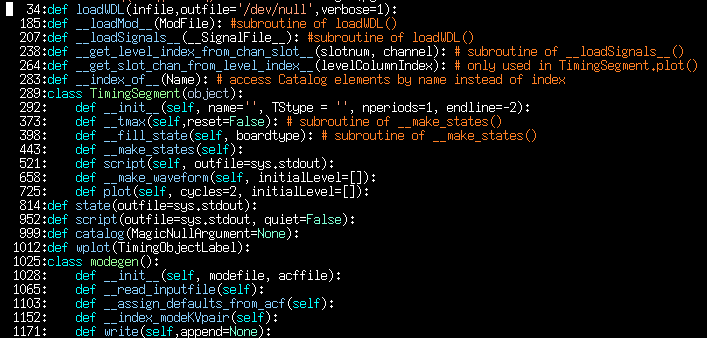 34:def loadWDL(infile,outfile='/dev/null',verbose=1):
185:def __loadMod__(ModFile): #subroutine of loadWDL()
207:def __loadSignals__(__SignalFile__): #subroutine of loadWDL()
238:def __get_level_index_from_chan_slot__(slotnum, channel): # subroutine of __loadSignals__()
264:def __get_slot_chan_from_level_index__(levelColumnIndex): # only used in TimingSegment.plot()
283:def __index_of__(Name): # access Catalog elements by name instead of index
289:class TimingSegment(object):
292:    def __init__(self, name='', TStype = '', nperiods=1, endline=-2):
373:    def __tmax(self,reset=False): # subroutine of __make_states()
398:    def __fill_state(self, boardtype): # subroutine of __make_states()
443:    def __make_states(self):
521:    def script(self, outfile=sys.stdout):
658:    def __make_waveform(self, initialLevel=[]):
725:    def plot(self, cycles=2, initialLevel=[]):
814:def state(outfile=sys.stdout):
952:def script(outfile=sys.stdout, quiet=False):
999:def catalog(MagicNullArgument=None):
1012:def wplot(TimingObjectLabel):
1025:class modegen():
1028:    def __init__(self, modefile, acffile):
1065:    def __read_inputfile(self):
1103:    def __assign_defaults_from_acf(self):
1152:    def __index_modeKVpair(self):
1171:    def write(self,append=None):